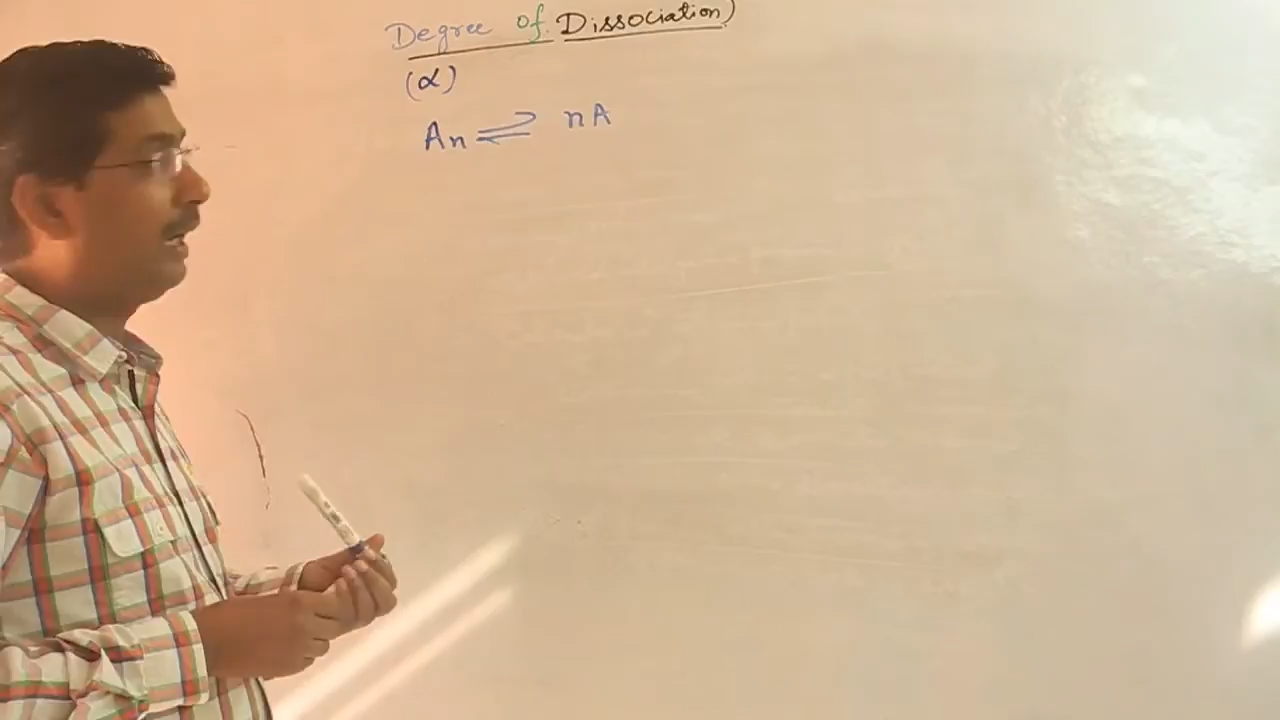 Degree of Dissociation)
(α)
An ⇌ nA